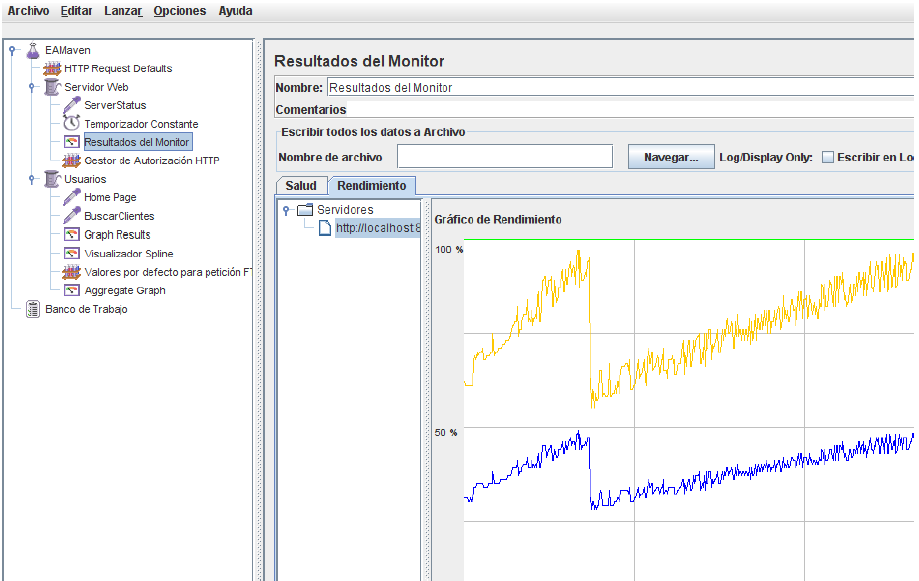 Archivo Editar Lanzar Opciones Ayuda
EAMaven
HTTP Request Defaults
Servidor Web
ServerStatus
Temporizador Constante
Resultados del Monitor
Gestor de Autorización HTTP
Usuarios
Home Page
BuscarClientes
Graph Results
Visualizador Spline
Valores por defecto para petición FT
Aggregate Graph
Banco de Trabajo
Resultados del Monitor
Nombre: Resultados del Monitor
Comentarios
Escribir todos los datos a Archivo
Nombre de archivo Navegar... Log/Display Only: Escribir en Lo
Salud Rendimiento
Servidores
http://localhost:8
Gráfico de Rendimiento
100 %
50 %